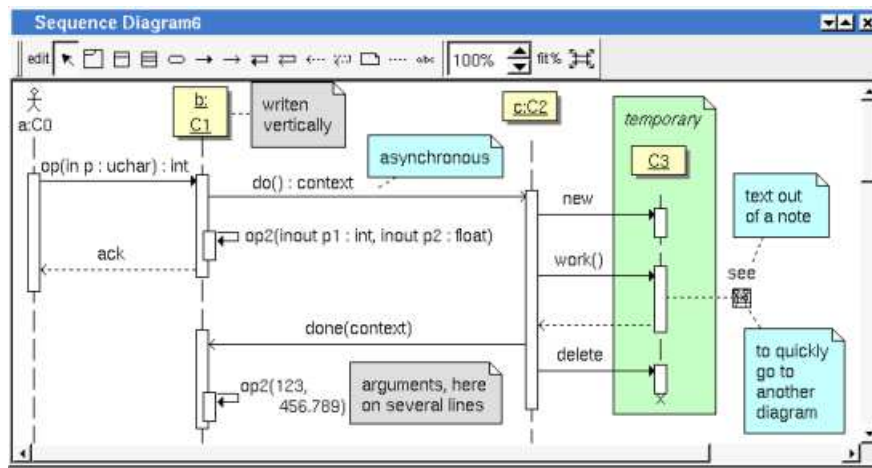 Sequence Diagram6
edit
abc
100%
fit%
a:C0
b:
C1
writen
vertically
c:C2
temporary
C3
asynchronous
op(in p : uchar) : int
do() : context
new
text out
of a note
op2(inout p1 : int, inout p2 : float)
ack
work()
see
done(context)
delete
to quickly
go to
another
diagram
op2(123,
456.789)
arguments, here
on several lines